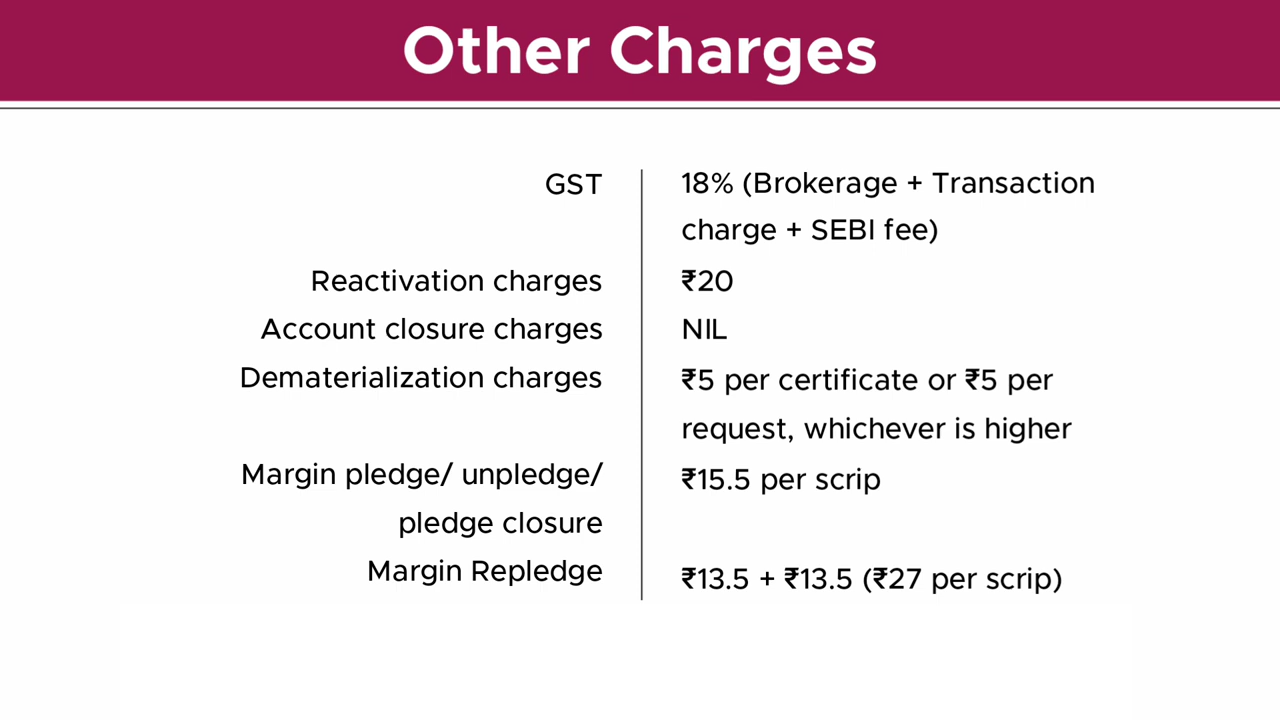 Other Charges
GST
18% (Brokerage + Transaction
charge + SEBI fee)
Reactivation charges
₹20
Account closure charges
NIL
Dematerialization charges
₹5 per certificate or ₹5 per
request, whichever is higher
Margin pledge/ unpledge/
pledge closure
₹15.5 per scrip
Margin Repledge
₹13.5 + ₹13.5 (₹27 per scrip)